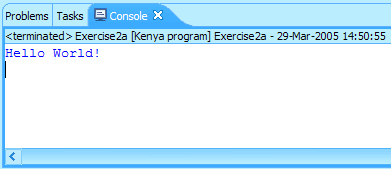 Problems Tasks Console
<terminated> Exercise2a [Kenya program] Exercise2a - 29-Mar-2005 14:50:55
Hello World!